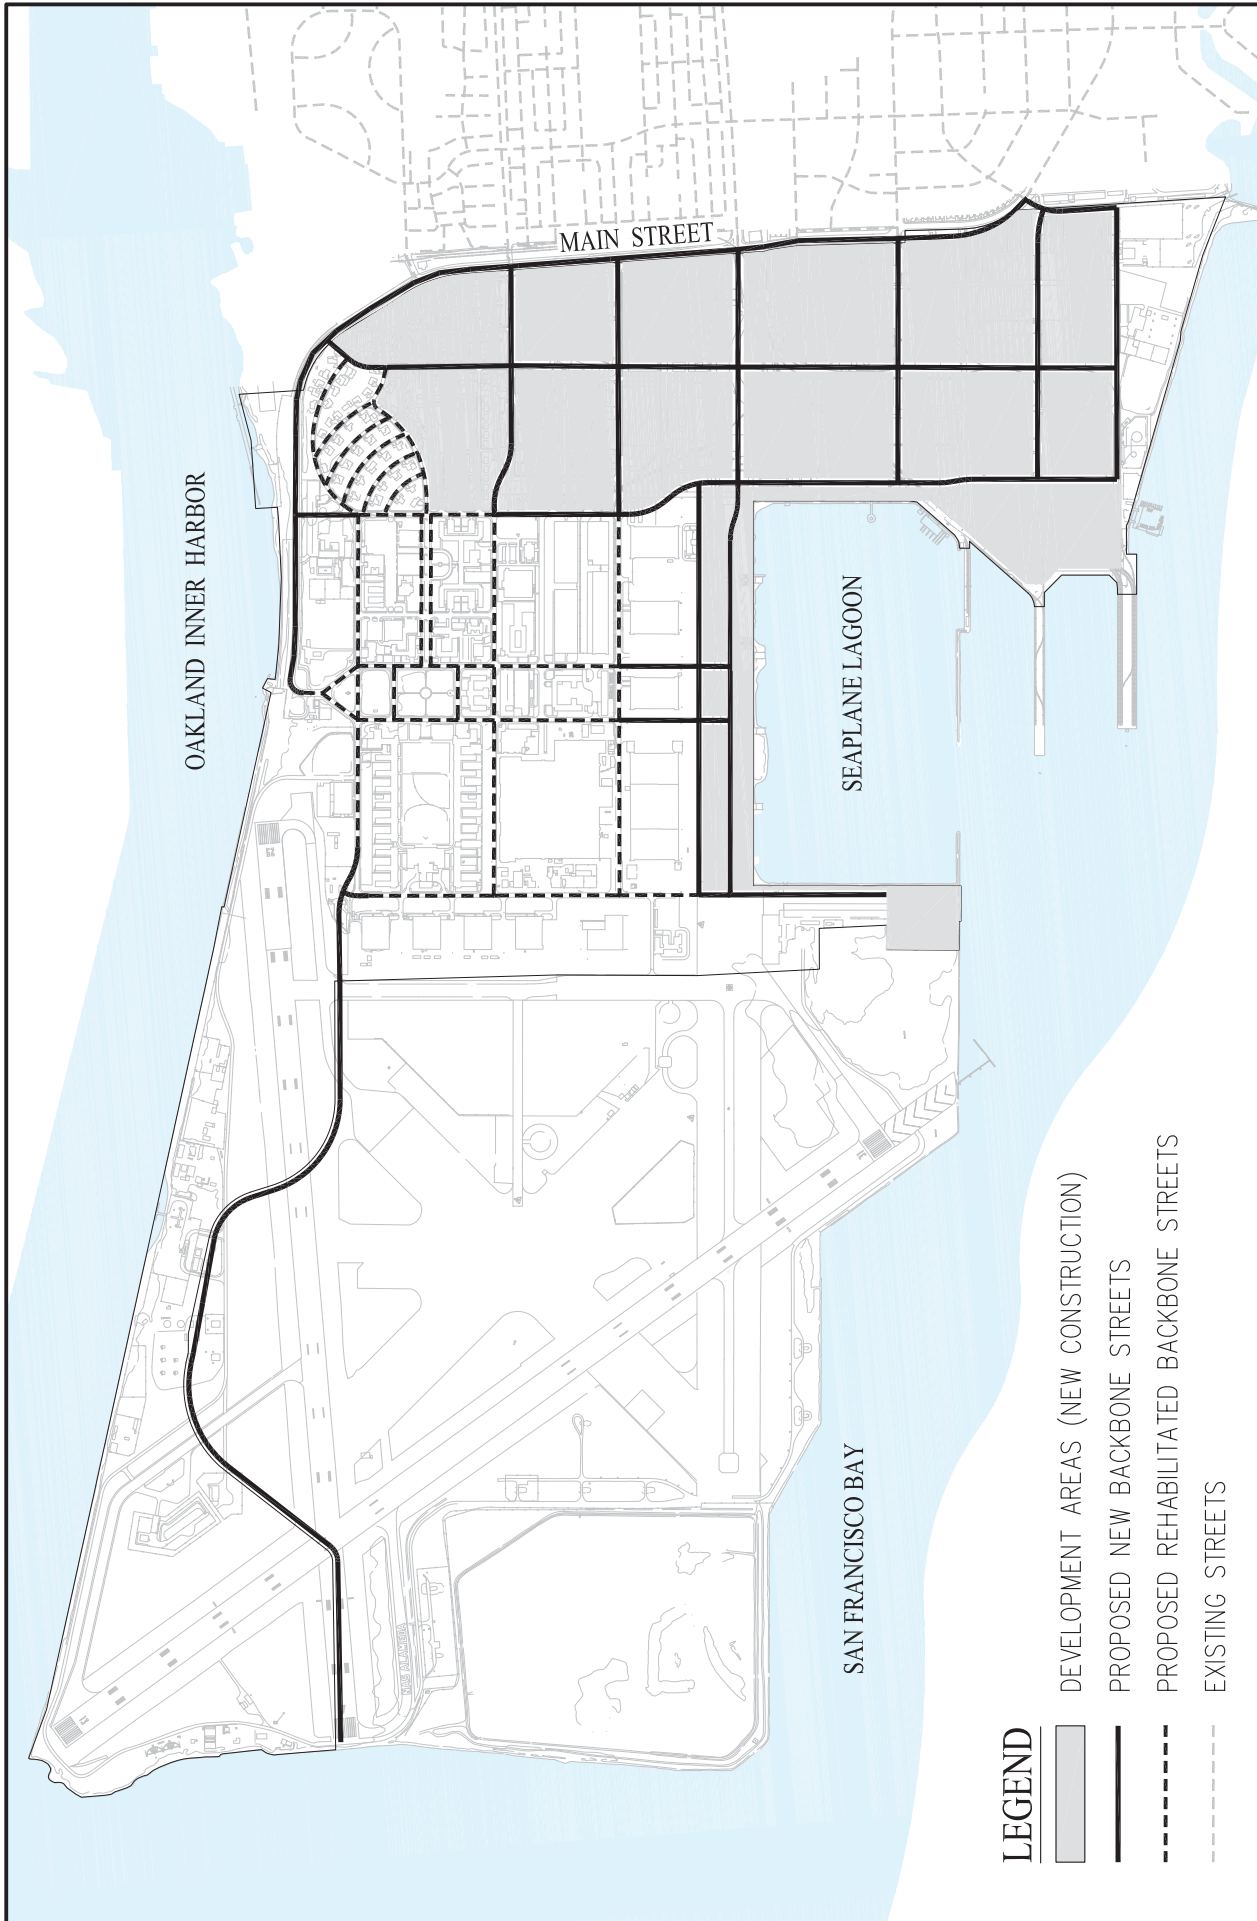 OAKLAND INNER HARBOR
MAIN STREET
SEAPLANE LAGOON
SAN FRANCISCO BAY
LEGEND
DEVELOPMENT AREAS (NEW CONSTRUCTION)
PROPOSED NEW BACKBONE STREETS
PROPOSED REHABILITATED BACKBONE STREETS
EXISTING STREETS